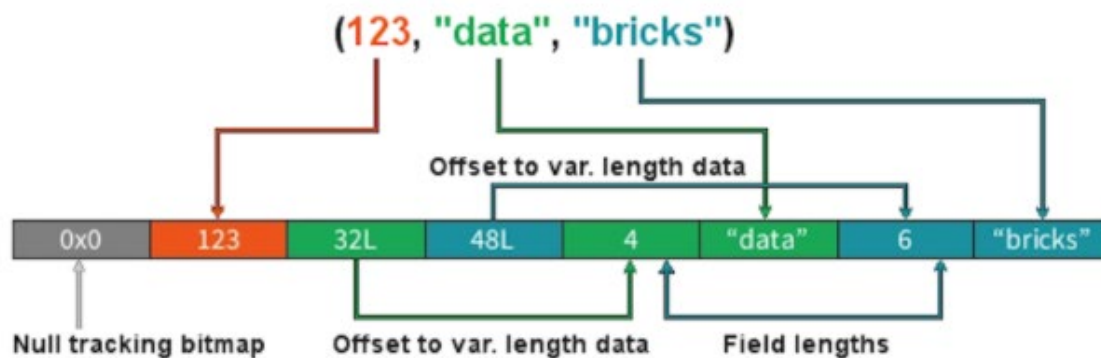 (123, "data", "bricks")
Offset to var. length data
0x0 123 32L 48L 4 “data” 6 “bricks”
Null tracking bitmap Offset to var. length data Field lengths